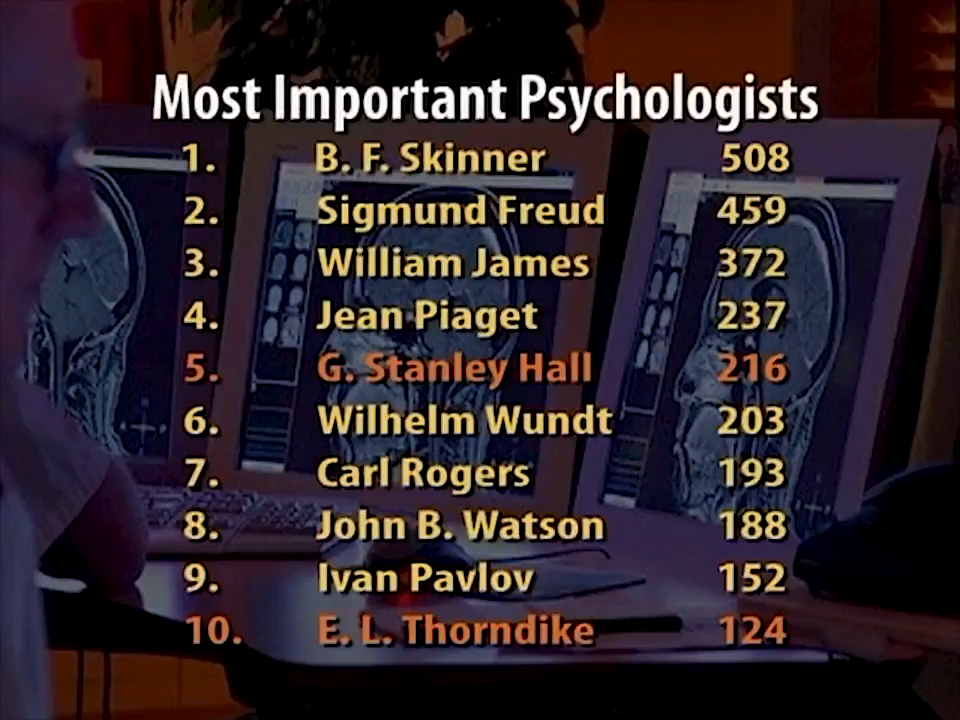 Most Important Psychologists
1. B. F. Skinner 508
2. Sigmund Freud 459
3. William James 372
4. Jean Piaget 237
5. G. Stanley Hall 216
6. Wilhelm Wundt 203
7. Carl Rogers 193
8. John B. Watson 188
9. Ivan Pavlov 152
10. E. L. Thorndike 124